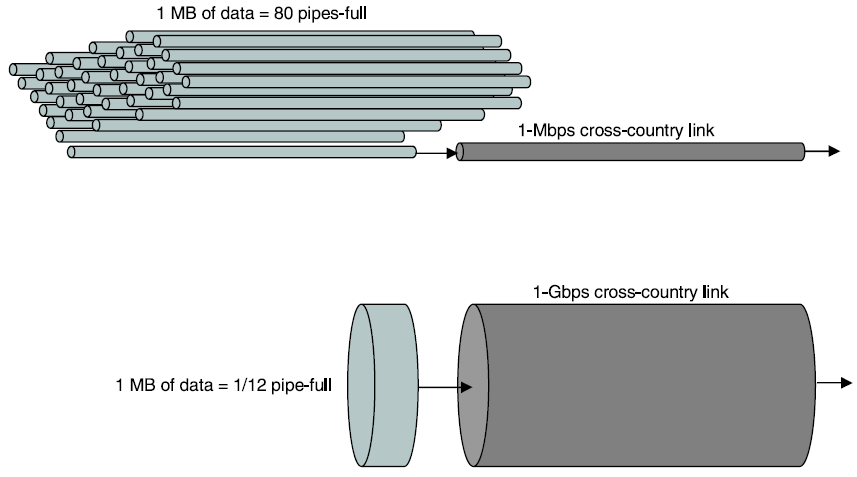 1 MB of data = 80 pipes-full
1-Mbps cross-country link
1-Gbps cross-country link
1 MB of data = 1/12 pipe-full